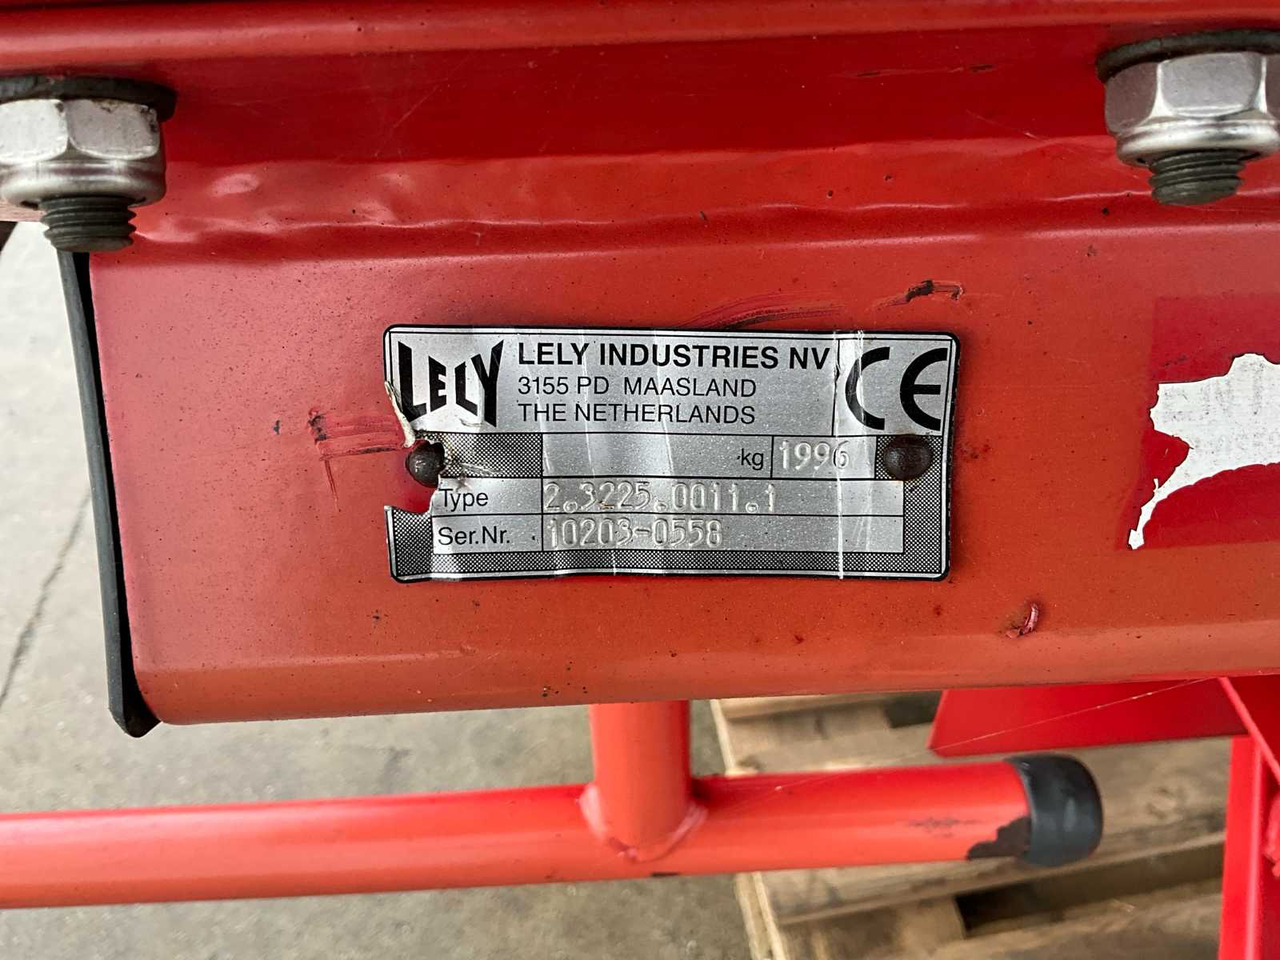 LELY
LELY INDUSTRIES NV
3155 PD MAASLAND
THE NETHERLANDS
CE
kg 1996
Type 2.3225.0011.1
Ser.Nr. 10203-0558